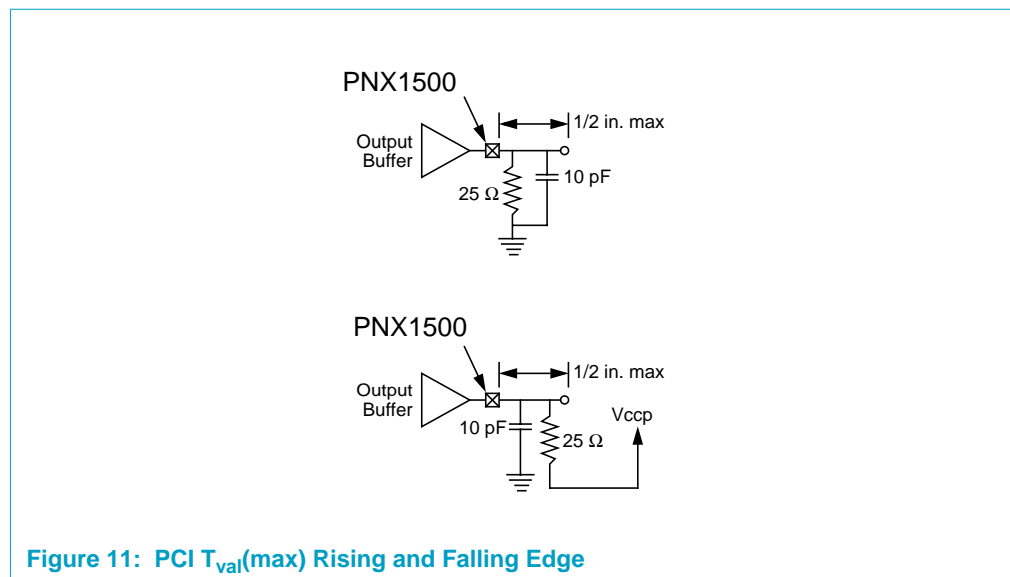 PNX1500
1/2 in. max
Output
Buffer
10 pF
25 Ω
PNX1500
1/2 in. max
Output
Buffer
Vccp
10 pF
25 Ω
Figure 11: PCI Tval(max) Rising and Falling Edge